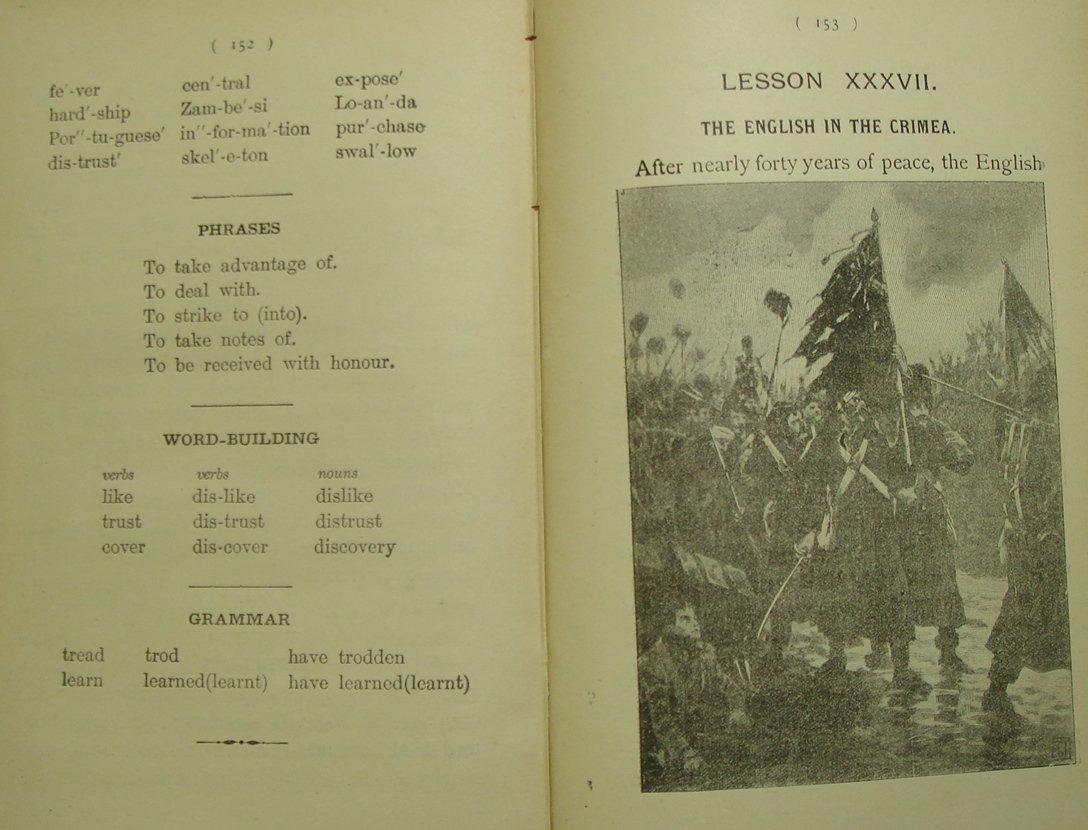 ( 152 )
fe'-ver cen'-tral ex-pose'
hard'-ship Zam-be'-si Lo-an'-da
Por''-tu-guese' in''-for-ma'-tion pur'-chase
dis-trust' skel'-e-ton swal'-low
PHRASES
To take advantage of.
To deal with.
To strike to (into).
To take notes of.
To be received with honour.
WORD-BUILDING
verbs verbs nouns
like dis-like dislike
trust dis-trust distrust
cover dis-cover discovery
GRAMMAR
tread trod have trodden
learn learned(learnt) have learned(learnt)
( 153 )
LESSON XXXVII.
THE ENGLISH IN THE CRIMEA.
After nearly forty years of peace, the English